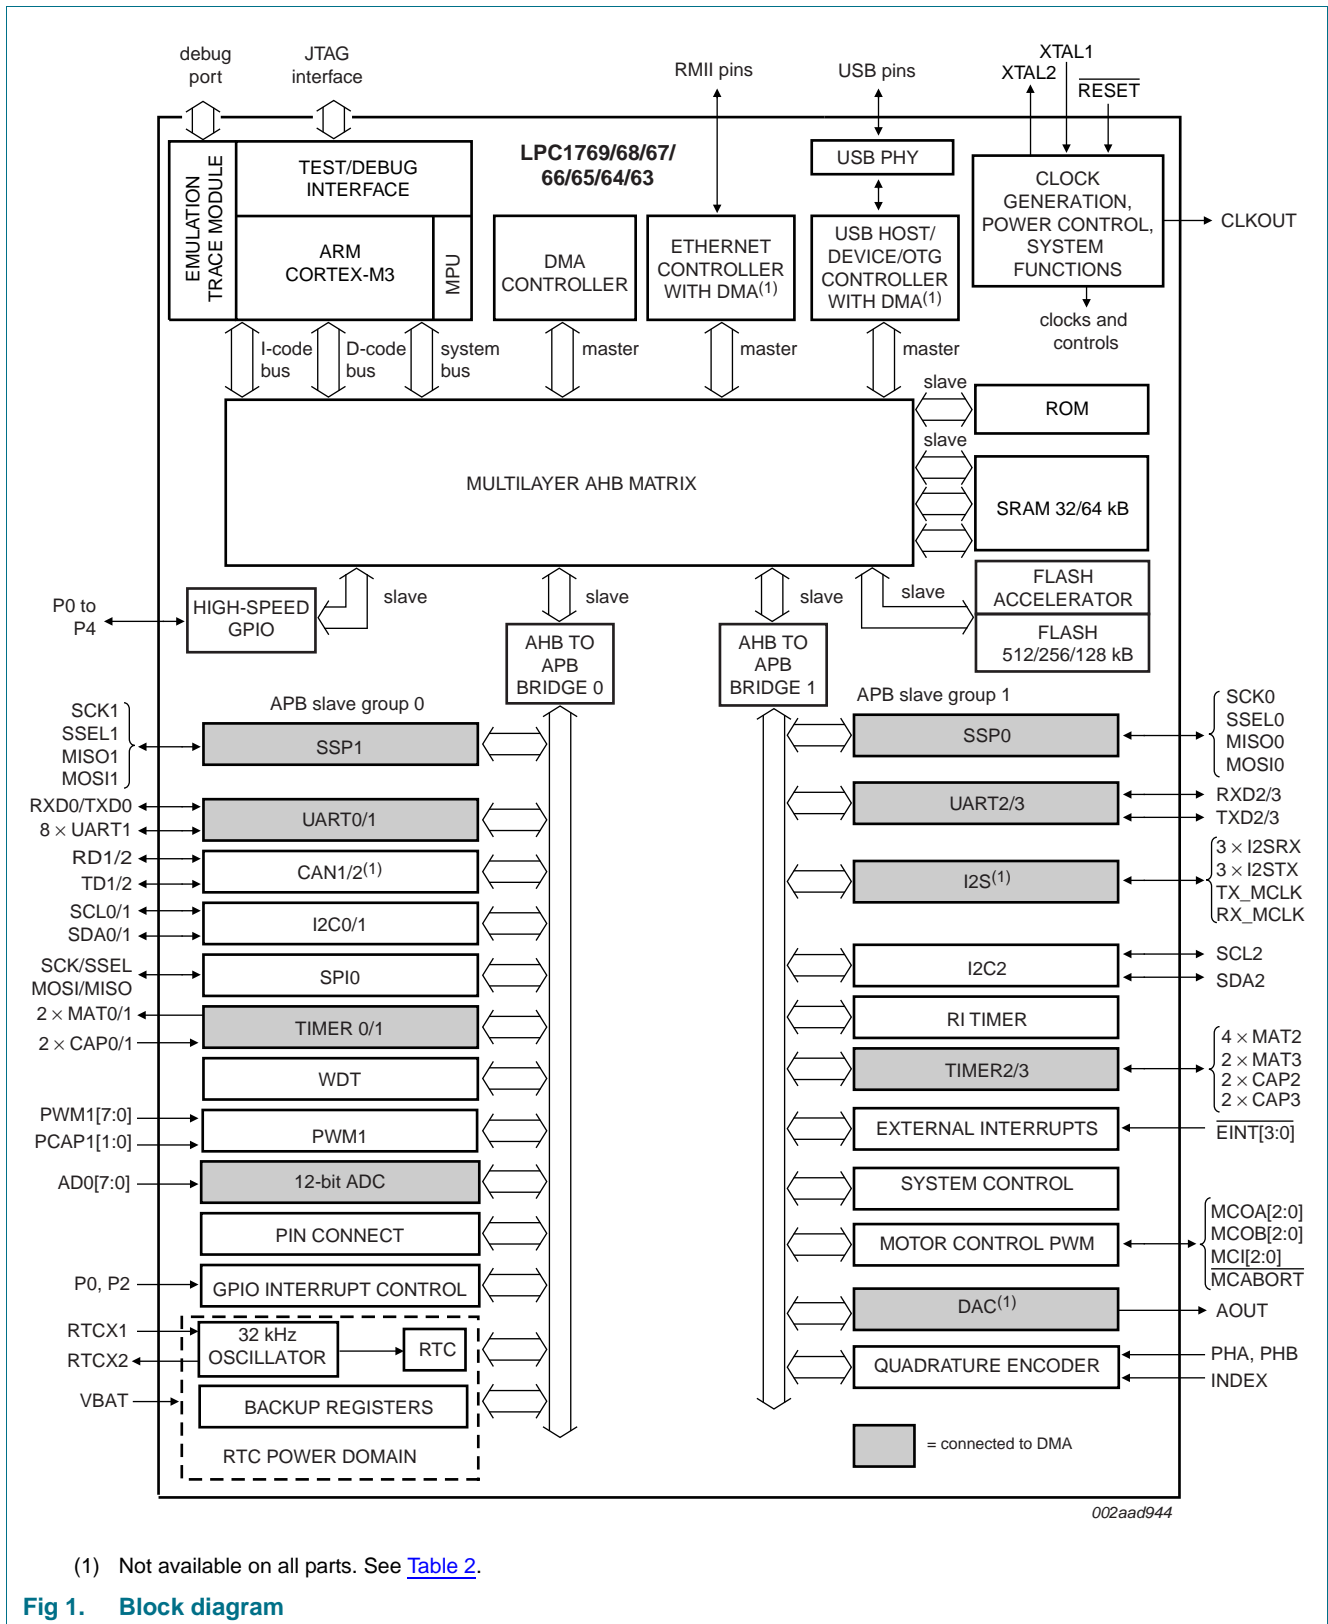 debug
port
JTAG
interface
RMII pins
USB pins
XTAL1
XTAL2
RESET
LPC1769/68/67/
66/65/64/63
EMULATION
TRACE MODULE
TEST/DEBUG
INTERFACE
ARM
CORTEX-M3
MPU
DMA
CONTROLLER
ETHERNET
CONTROLLER
WITH DMA(1)
USB PHY
USB HOST/
DEVICE/OTG
CONTROLLER
WITH DMA(1)
CLOCK
GENERATION,
POWER CONTROL,
SYSTEM
FUNCTIONS
CLKOUT
clocks and
controls
I-code
bus
D-code
bus
system
bus
master
master
master
slave
ROM
slave
MULTILAYER AHB MATRIX
SRAM 32/64 kB
P0 to
P4
HIGH-SPEED
GPIO
slave
slave
slave
slave
FLASH
ACCELERATOR
FLASH
512/256/128 kB
AHB TO
APB
BRIDGE 0
AHB TO
APB
BRIDGE 1
APB slave group 0
APB slave group 1
SCK1
SSEL1
MISO1
MOSI1
SSP1
SSP0
SCK0
SSEL0
MISO0
MOSI0
RXD0/TXD0
8 × UART1
UART0/1
UART2/3
RXD2/3
TXD2/3
RD1/2
TD1/2
CAN1/2(1)
I2S(1)
3 × I2SRX
3 × I2STX
TX_MCLK
RX_MCLK
SCL0/1
SDA0/1
I2C0/1
I2C2
SCL2
SDA2
SCK/SSEL
MOSI/MISO
SPI0
RI TIMER
2 × MAT0/1
2 × CAP0/1
TIMER 0/1
TIMER2/3
4 × MAT2
2 × MAT3
2 × CAP2
2 × CAP3
WDT
EXTERNAL INTERRUPTS
EINT[3:0]
PWM1[7:0]
PCAP1[1:0]
PWM1
SYSTEM CONTROL
AD0[7:0]
12-bit ADC
PIN CONNECT
MOTOR CONTROL PWM
MCOA[2:0]
MCOB[2:0]
MCI[2:0]
MCABORT
P0, P2
GPIO INTERRUPT CONTROL
DAC(1)
AOUT
RTCX1
RTCX2
32 kHz
OSCILLATOR
RTC
QUADRATURE ENCODER
PHA, PHB
INDEX
VBAT
BACKUP REGISTERS
RTC POWER DOMAIN
= connected to DMA
002aad944
(1) Not available on all parts. See Table 2.
Fig 1. Block diagram